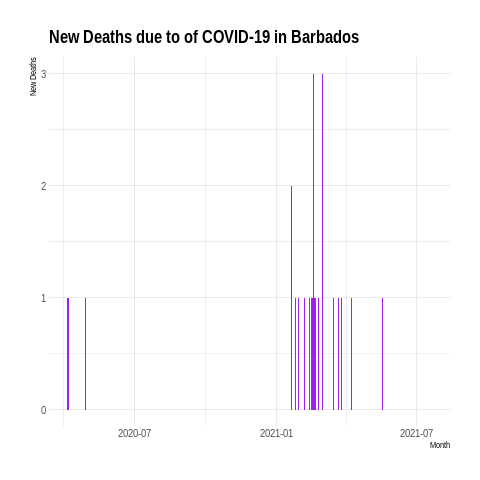 New Deaths due to of COVID-19 in Barbados
New Deaths
3
2
1
0
2020-07 2021-01 2021-07
Month